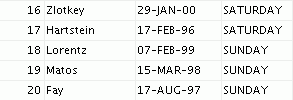 16 Zlotkey 29-JAN-00 SATURDAY
17 Hartstein 17-FEB-96 SATURDAY
18 Lorentz 07-FEB-99 SUNDAY
19 Matos 15-MAR-98 SUNDAY
20 Fay 17-AUG-97 SUNDAY